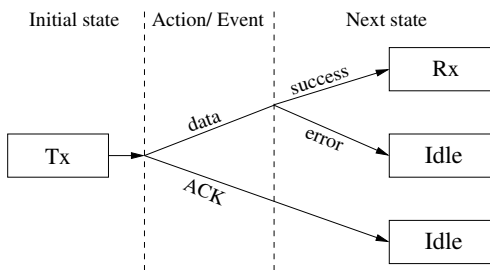 Initial state
Action/ Event
Next state
Tx
data
ACK
success
error
Rx
Idle
Idle